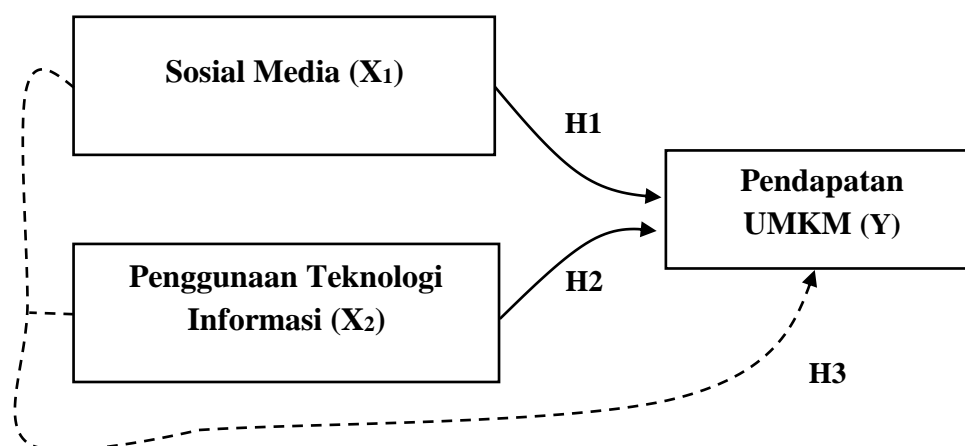 Sosial Media (X1)
H1
Pendapatan
UMKM (Y)
Penggunaan Teknologi
Informasi (X2)
H2
H3